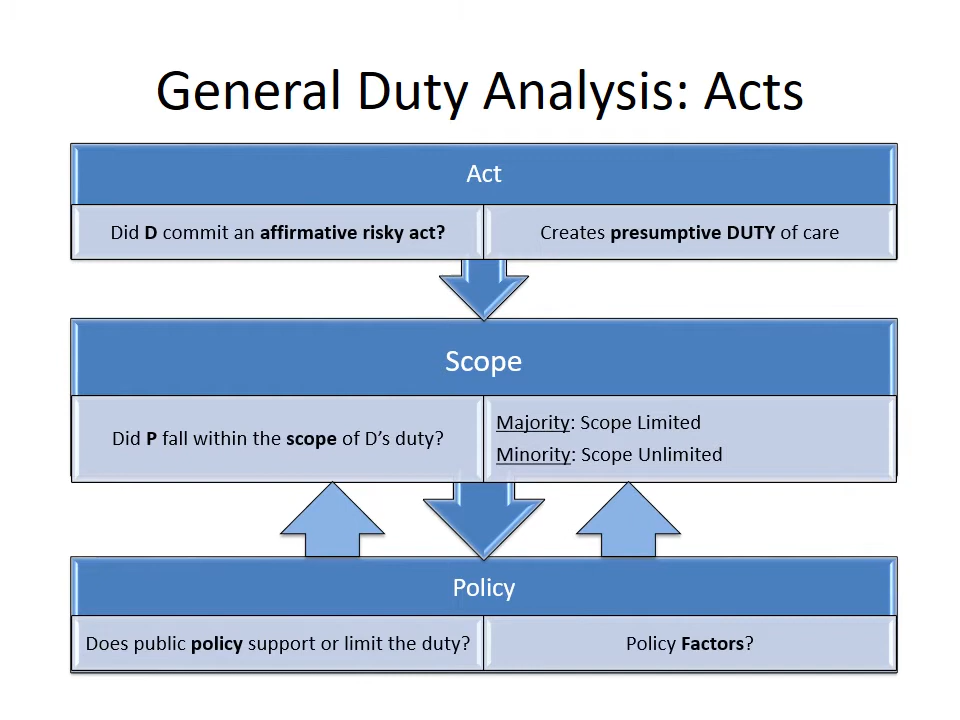 General Duty Analysis: Acts
Act
Did D commit an affirmative risky act?
Creates presumptive DUTY of care
Scope
Did P fall within the scope of D’s duty?
Majority: Scope Limited
Minority: Scope Unlimited
Policy
Does public policy support or limit the duty?
Policy Factors?